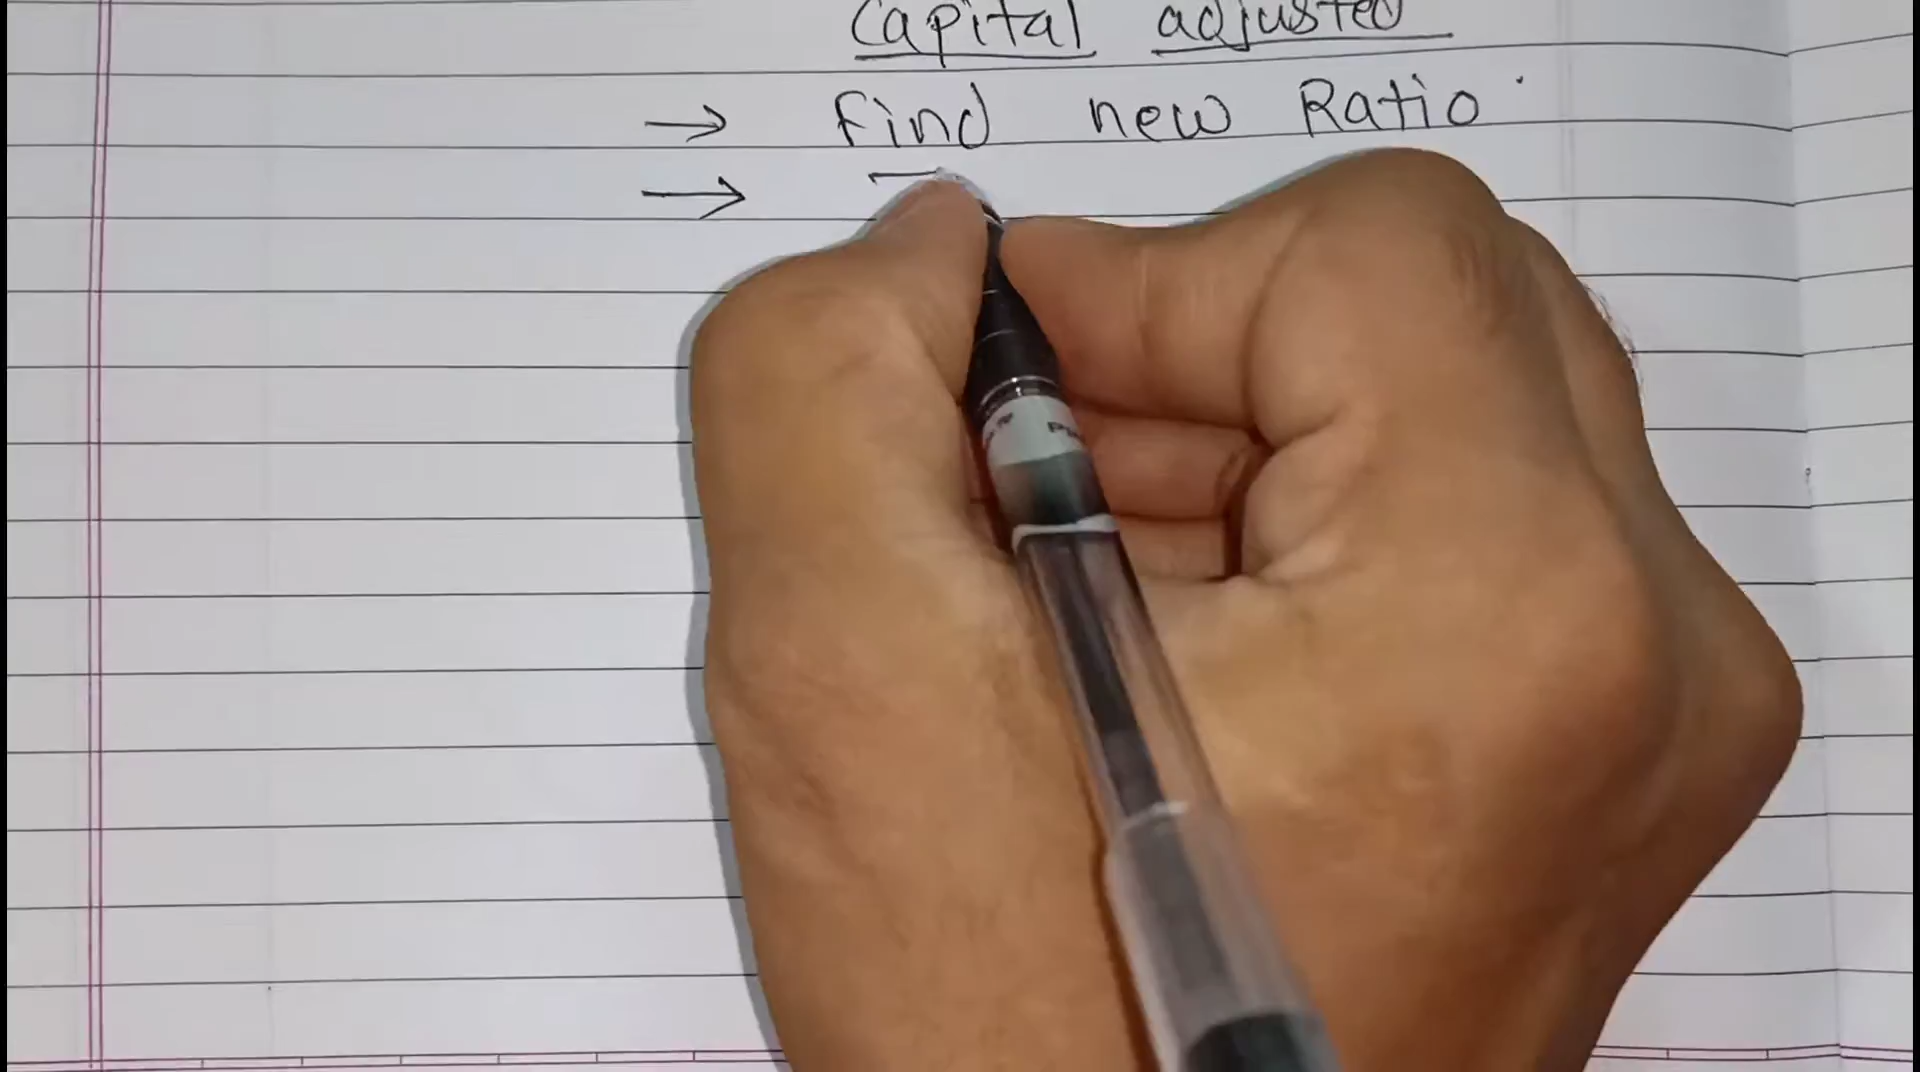 Capital adjusted
→ Find new Ratio.
→